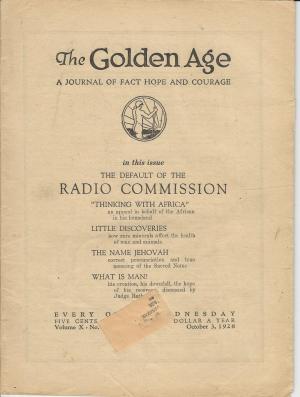 The Golden Age
A JOURNAL OF FACT HOPE AND COURAGE
in this issue
THE DEFAULT OF THE
RADIO COMMISSION
"THINKING WITH AFRICA"
an appeal in behalf of the African
in his homeland
LITTLE DISCOVERIES
how rare minerals affect the health
of man and animals
THE NAME JEHOVAH
correct pronunciation and true
meaning of the Sacred Name
WHAT IS MAN?
his creation, his downfall, the hope
of his recovery, discussed by
Judge
EVERY O WEDNESDAY
FIVE CENTS DOLLAR A YEAR
Volume X - No. October 3, 1928